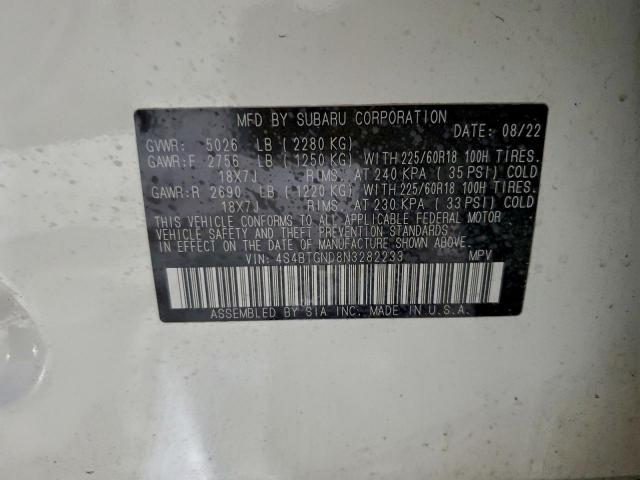 MFD BY SUBARU CORPORATION
DATE: 08/22
GVWR: 5026 LB (2280 KG)
GAWR:F 2756 LB (1250 KG) WITH 225/60R18 100H TIRES.
18X7J RIMS. AT 240 KPA (35 PSI) COLD
GAWR:R 2690 LB (1220 KG) WITH 225/60R18 100H TIRES.
18X7J RIMS. AT 230 KPA (33 PSI) COLD
THIS VEHICLE CONFORMS TO ALL APPLICABLE FEDERAL MOTOR
VEHICLE SAFETY AND THEFT PREVENTION STANDARDS IN
EFFECT ON THE DATE OF MANUFACTURE SHOWN ABOVE.
VIN: 4S4BTGND8N3282233 MPV
ASSEMBLED BY SIA INC. MADE IN U.S.A.